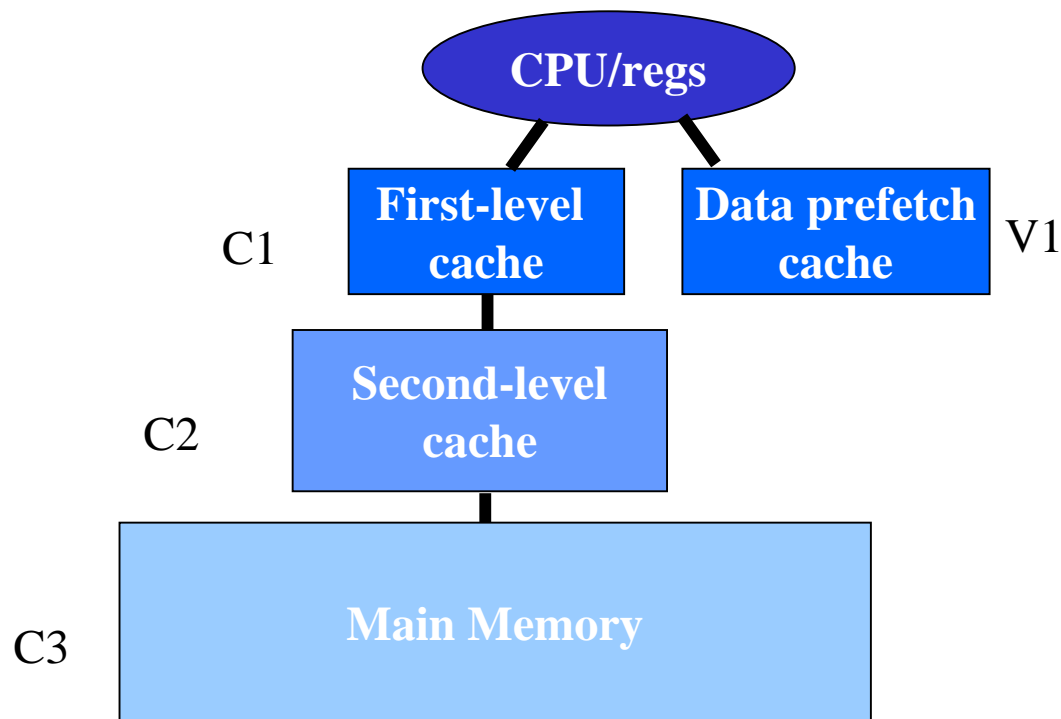 CPU/regs
First-level
cache
Data prefetch
cache
C1
V1
Second-level
cache
C2
Main Memory
C3